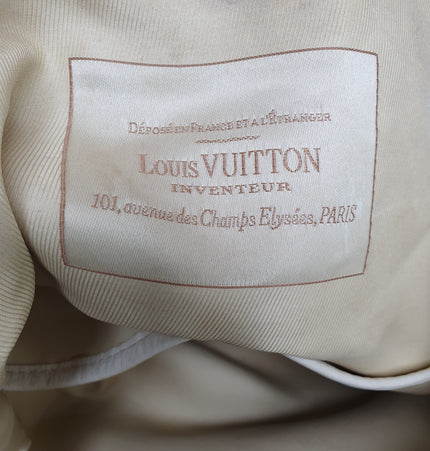 DÉPOSÉ EN FRANCE ET A L'ÉTRANGER
LOUIS VUITTON
INVENTEUR
101, avenue des Champs Elysées, PARIS